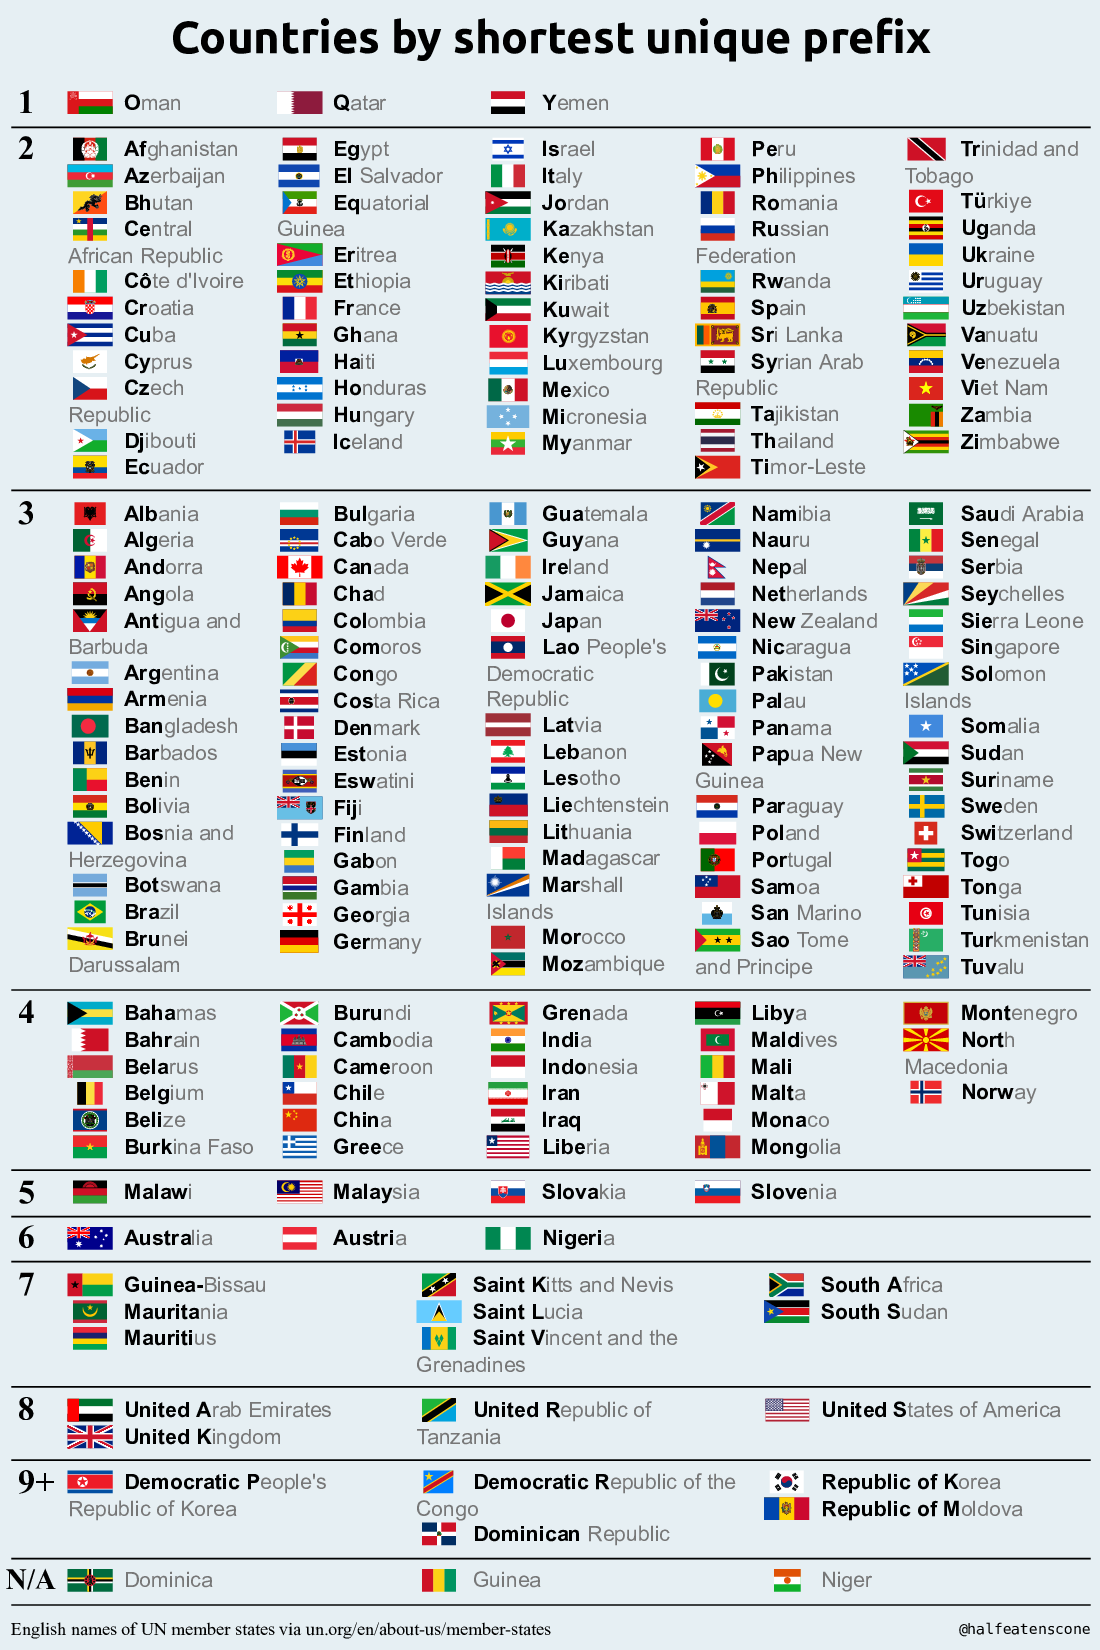 Countries by shortest unique prefix
1
Oman
Qatar
Yemen
2
Afghanistan
Azerbaijan
Bhutan
Central
African Republic
Côte d'Ivoire
Croatia
Cuba
Cyprus
Czech
Republic
Djibouti
Ecuador
Egypt
El Salvador
Equatorial
Guinea
Eritrea
Ethiopia
France
Ghana
Haiti
Honduras
Hungary
Iceland
Israel
Italy
Jordan
Kazakhstan
Kenya
Kiribati
Kuwait
Kyrgyzstan
Luxembourg
Mexico
Micronesia
Myanmar
Peru
Philippines
Romania
Russian
Federation
Rwanda
Spain
Sri Lanka
Syrian Arab
Republic
Tajikistan
Thailand
Timor-Leste
Trinidad and
Tobago
Türkiye
Uganda
Ukraine
Uruguay
Uzbekistan
Vanuatu
Venezuela
Viet Nam
Zambia
Zimbabwe
3
Albania
Algeria
Andorra
Angola
Antigua and
Barbuda
Argentina
Armenia
Bangladesh
Barbados
Benin
Bolivia
Bosnia and
Herzegovina
Botswana
Brazil
Brunei
Darussalam
Bulgaria
Cabo Verde
Canada
Chad
Colombia
Comoros
Congo
Costa Rica
Denmark
Estonia
Eswatini
Fiji
Finland
Gabon
Gambia
Georgia
Germany
Guatemala
Guyana
Ireland
Jamaica
Japan
Lao People's
Democratic
Republic
Latvia
Lebanon
Lesotho
Liechtenstein
Lithuania
Madagascar
Marshall
Islands
Morocco
Mozambique
Namibia
Nauru
Nepal
Netherlands
New Zealand
Nicaragua
Pakistan
Palau
Panama
Papua New
Guinea
Paraguay
Poland
Portugal
Samoa
San Marino
Sao Tome
and Principe
Saudi Arabia
Senegal
Serbia
Seychelles
Sierra Leone
Singapore
Solomon
Islands
Somalia
Sudan
Suriname
Sweden
Switzerland
Togo
Tonga
Tunisia
Turkmenistan
Tuvalu
4
Bahamas
Bahrain
Belarus
Belgium
Belize
Burkina Faso
Burundi
Cambodia
Cameroon
Chile
China
Greece
Grenada
India
Indonesia
Iran
Iraq
Liberia
Libya
Maldives
Mali
Malta
Monaco
Mongolia
Montenegro
North
Macedonia
Norway
5
Malawi
Malaysia
Slovakia
Slovenia
6
Australia
Austria
Nigeria
7
Guinea-Bissau
Mauritania
Mauritius
Saint Kitts and Nevis
Saint Lucia
Saint Vincent and the
Grenadines
South Africa
South Sudan
8
United Arab Emirates
United Kingdom
United Republic of
Tanzania
United States of America
9+
Democratic People's
Republic of Korea
Democratic Republic of the
Congo
Dominican Republic
Republic of Korea
Republic of Moldova
N/A
Dominica
Guinea
Niger
English names of UN member states via un.org/en/about-us/member-states
@halfeatenscone